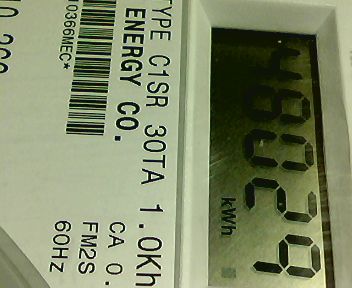 48029
kWh
TYPE C1SR 30TA 1.0Kh
ENERGY CO.
CA 0.
FM2S
60HZ
10366MEC*